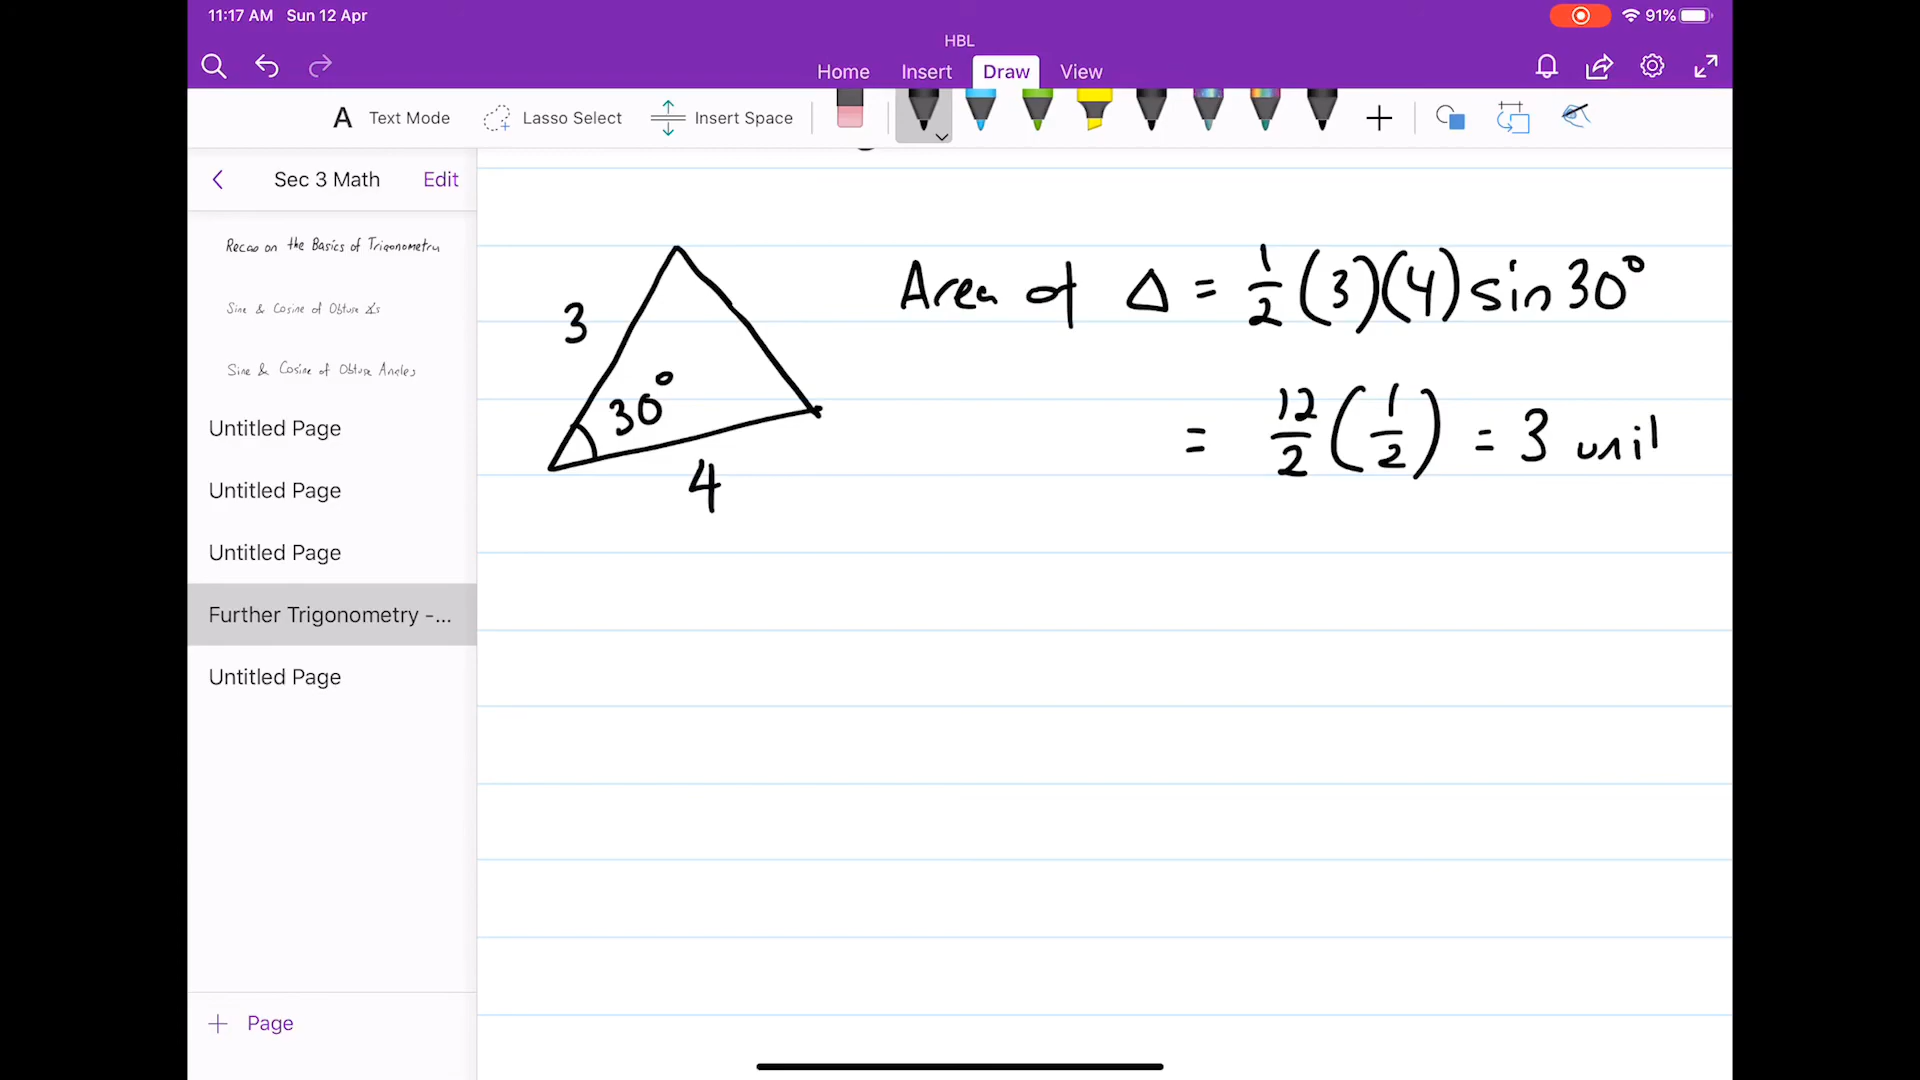 11:17 AM Sun 12 Apr 91%
HBL
Home Insert Draw View
A Text Mode Lasso Select Insert Space
Sec 3 Math Edit
Recap on the Basics of Trigonometry
Sine & Cosine of Obtuse ∠s
Sine & Cosine of Obtuse Angles
Untitled Page
Untitled Page
Untitled Page
Further Trigonometry -...
Untitled Page
+ Page
3
30°
4
Area of Δ = 1/2 (3)(4) sin 30°
= 12/2 (1/2) = 3 unit